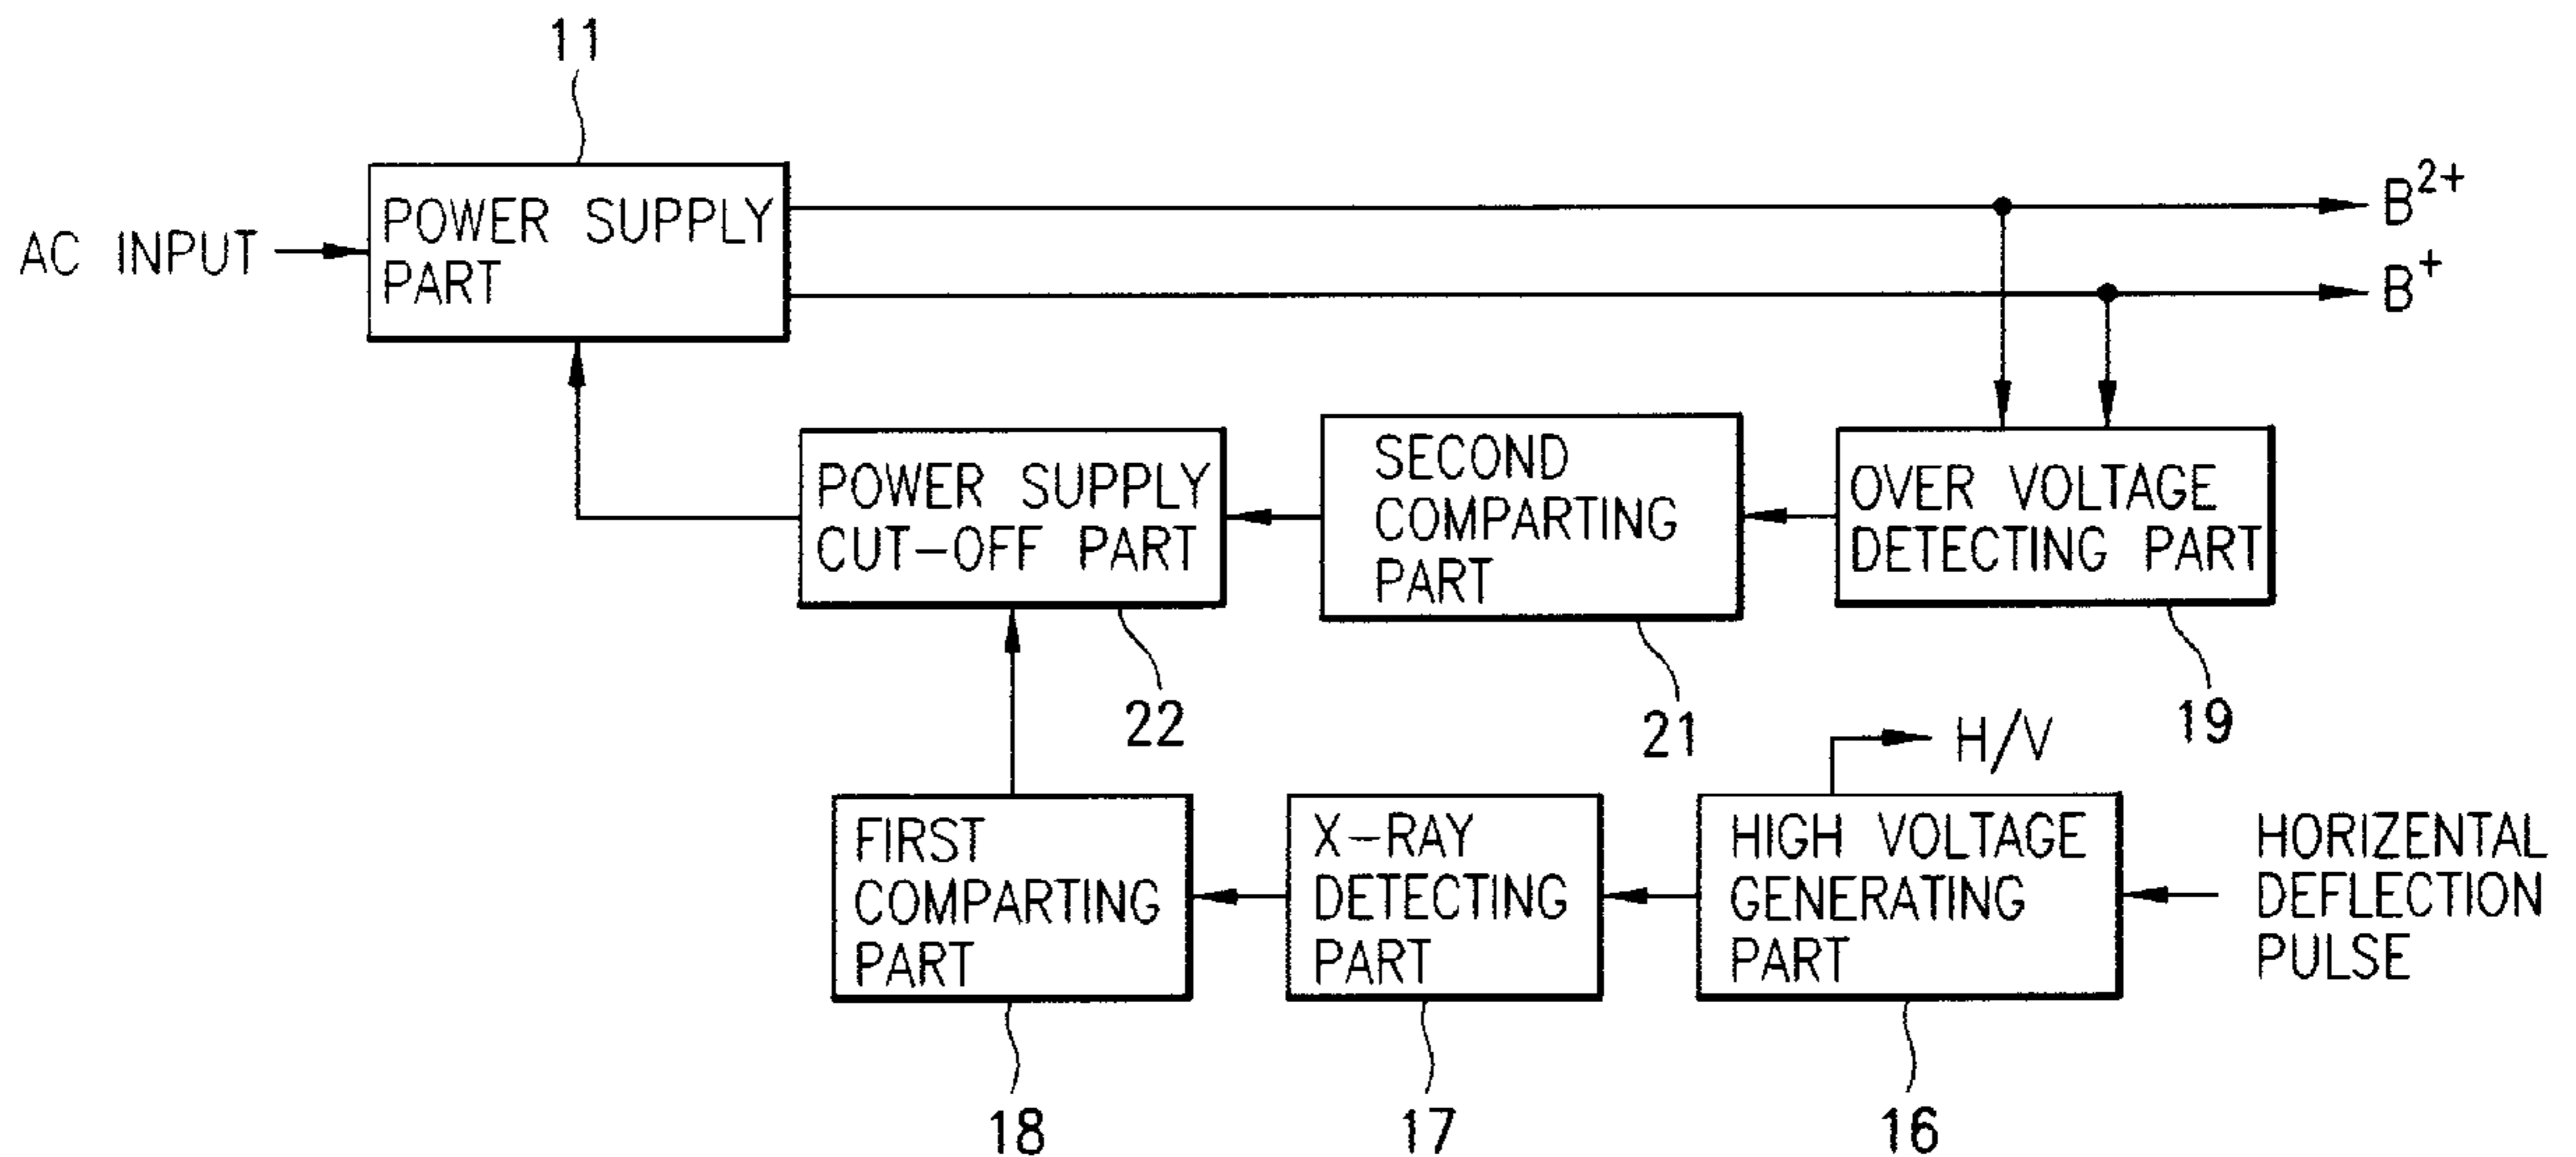 11
AC INPUT
POWER SUPPLY
PART
B²⁺
B⁺
POWER SUPPLY
CUT-OFF PART
22
SECOND
COMPARTING
PART
21
OVER VOLTAGE
DETECTING PART
19
H/V
FIRST
COMPARTING
PART
18
X-RAY
DETECTING
PART
17
HIGH VOLTAGE
GENERATING
PART
16
HORIZENTAL
DEFLECTION
PULSE